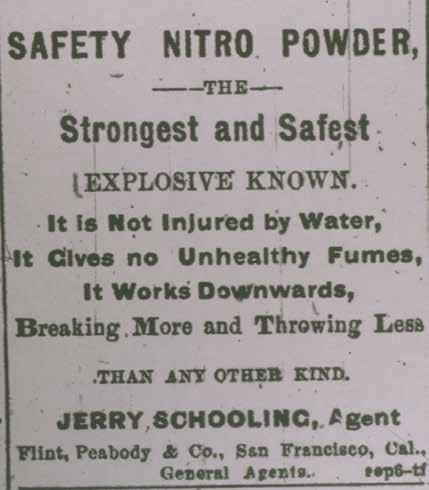 SAFETY NITRO POWDER,
THE
Strongest and Safest
EXPLOSIVE KNOWN.
It is Not Injured by Water,
It Gives no Unhealthy Fumes,
It Works Downwards,
Breaking More and Throwing Less
THAN ANY OTHER KIND.
JERRY SCHOOLING, Agent
Flint, Peabody & Co., San Francisco, Cal.,
General Agents. sep6-tf